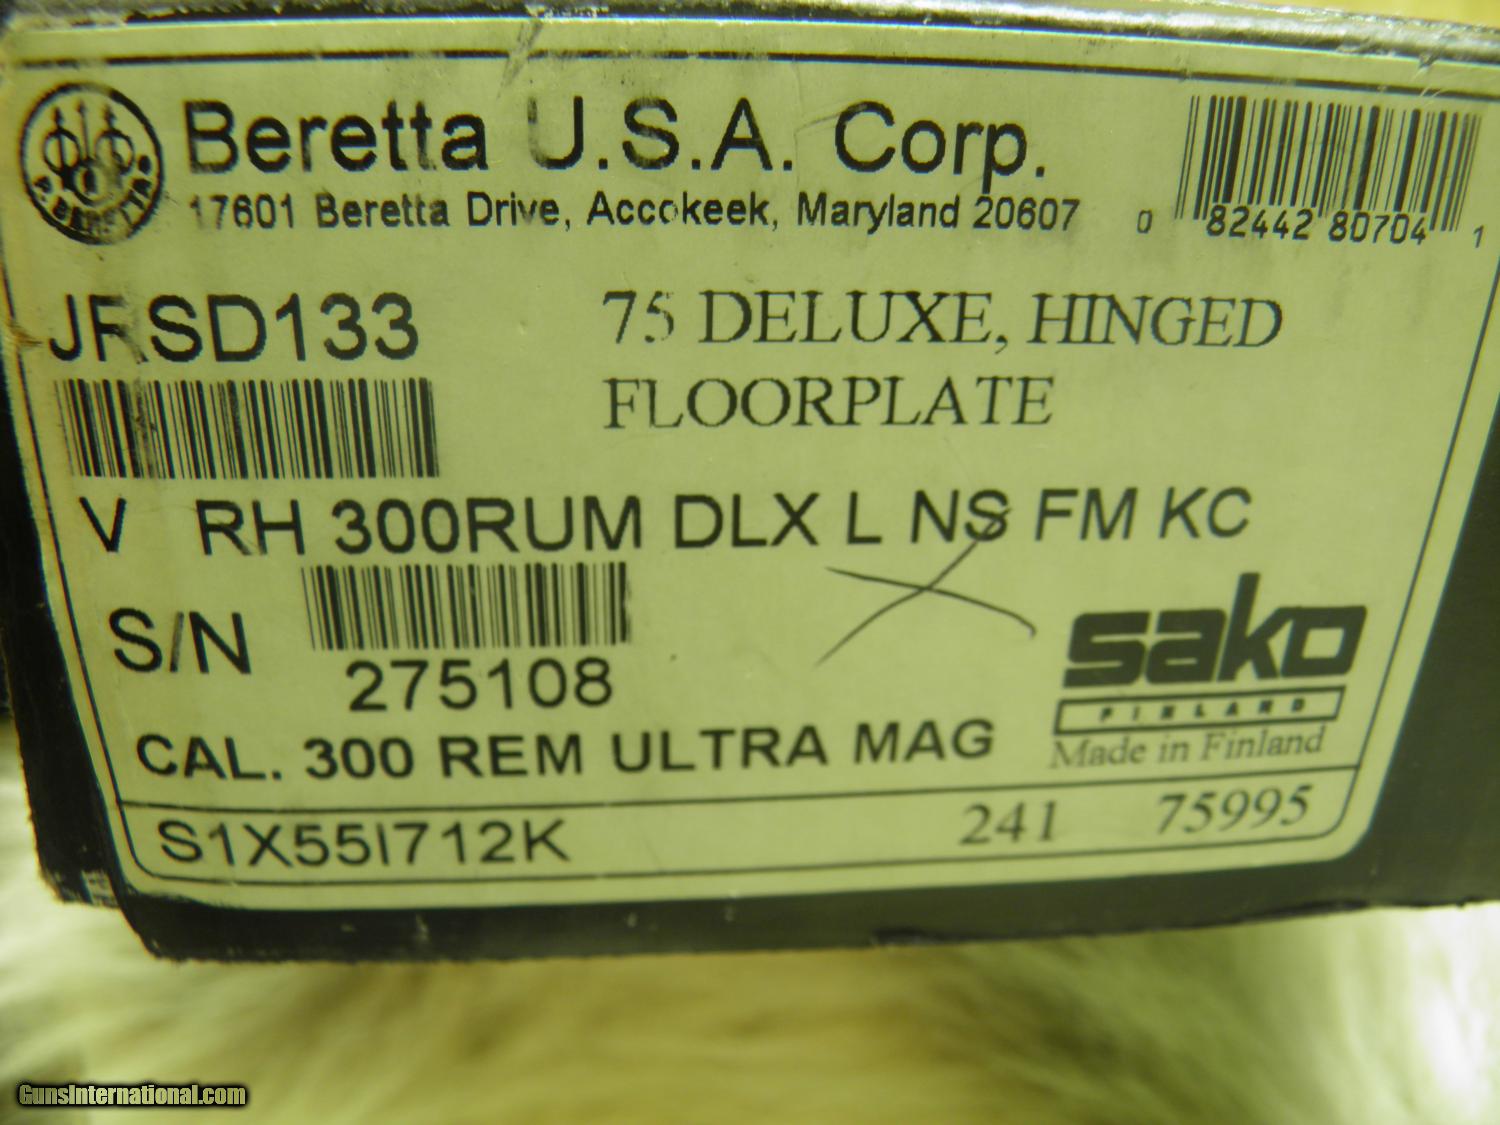 P. BERETTA
Beretta U.S.A. Corp.
17601 Beretta Drive, Accokeek, Maryland 20607
0 82442 80704 1
JRSD133
75 DELUXE, HINGED
FLOORPLATE
V RH 300RUM DLX L NS FM KC
S/N
275108
sako
FINLAND
Made in Finland
CAL. 300 REM ULTRA MAG
S1X55I712K
241 75995
GunsInternational.com